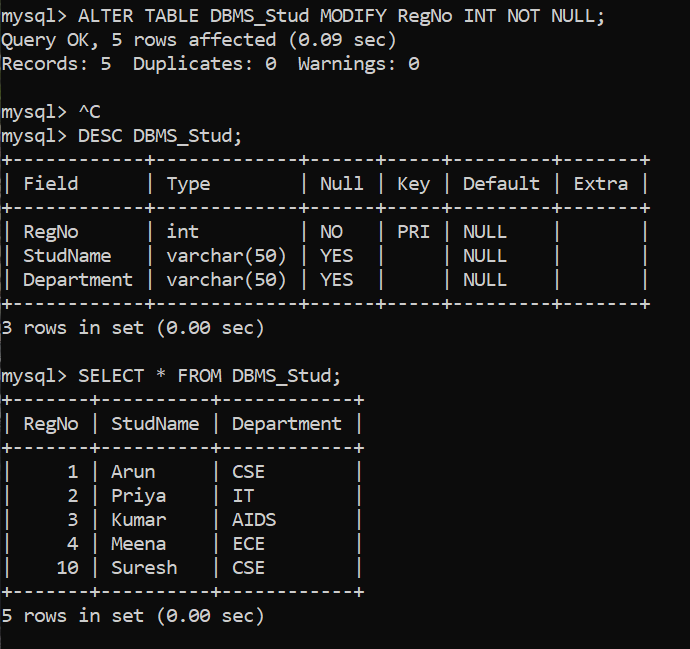 mysql> ALTER TABLE DBMS_Stud MODIFY RegNo INT NOT NULL;
Query OK, 5 rows affected (0.09 sec)
Records: 5  Duplicates: 0  Warnings: 0

mysql> ^C
mysql> DESC DBMS_Stud;
+------------+-------------+------+-----+---------+-------+
| Field      | Type        | Null | Key | Default | Extra |
+------------+-------------+------+-----+---------+-------+
| RegNo      | int         | NO   | PRI | NULL    |       |
| StudName   | varchar(50) | YES  |     | NULL    |       |
| Department | varchar(50) | YES  |     | NULL    |       |
+------------+-------------+------+-----+---------+-------+
3 rows in set (0.00 sec)

mysql> SELECT * FROM DBMS_Stud;
+-------+----------+------------+
| RegNo | StudName | Department |
+-------+----------+------------+
|     1 | Arun     | CSE        |
|     2 | Priya    | IT         |
|     3 | Kumar    | AIDS       |
|     4 | Meena    | ECE        |
|    10 | Suresh   | CSE        |
+-------+----------+------------+
5 rows in set (0.00 sec)